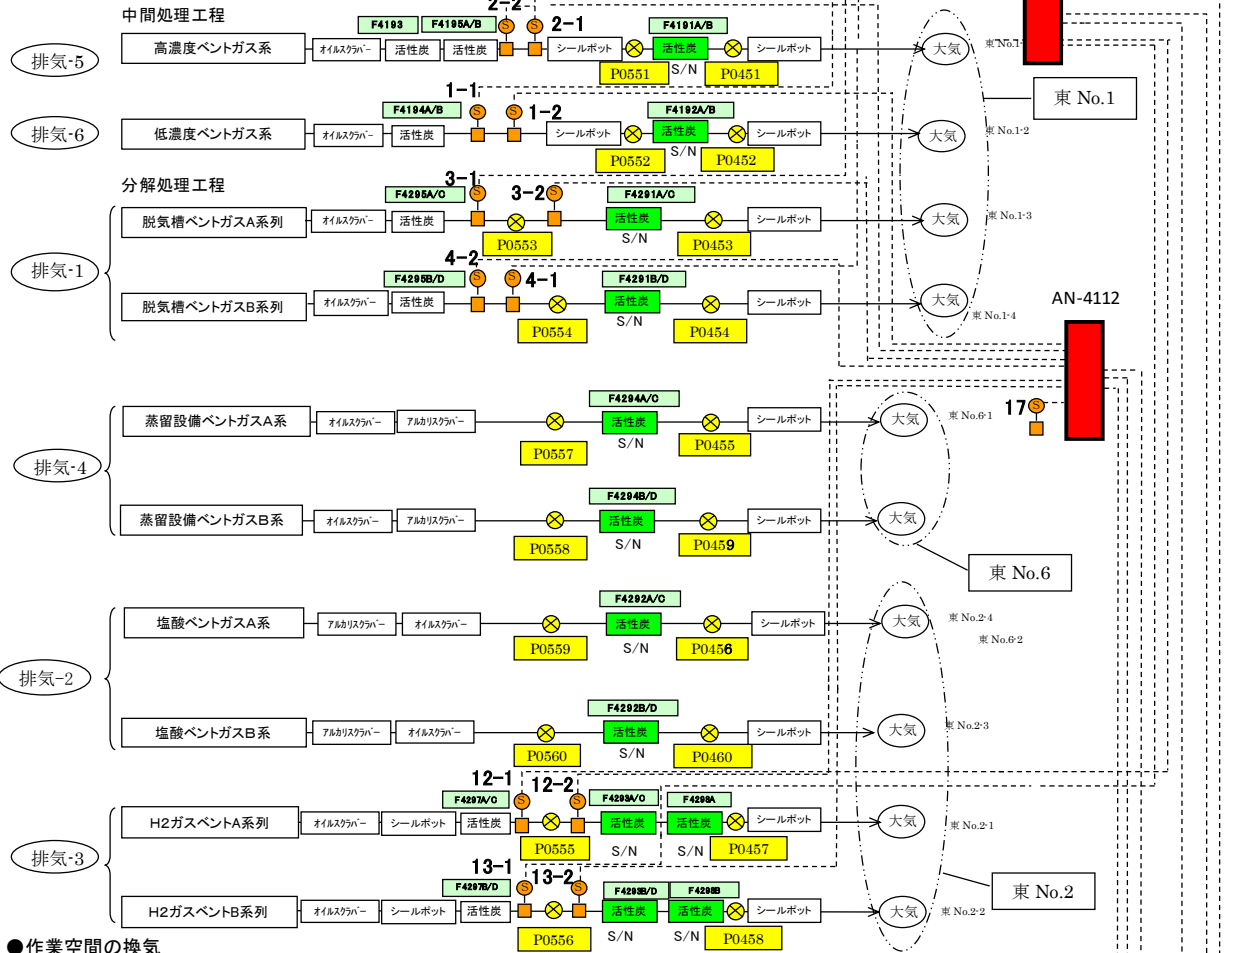 中間処理工程
2-2
F4193
F4195A/B
2-1
F4191A/B
排気-5
高濃度ベントガス系
オイルスクラバー
活性炭
活性炭
シールポット
活性炭
大気
東 No.1-
P0551
S/N
P0451
東 No.1
1-1
F4194A/B
1-2
F4192A/B
排気-6
低濃度ベントガス系
オイルスクラバー
活性炭
シールポット
活性炭
大気
東 No.1-2
P0552
S/N
P0452
分解処理工程
3-1
F4295A/C
3-2
F4291A/C
脱気槽ベントガスA系列
オイルスクラバー
活性炭
活性炭
シールポット
大気
東 No.1-3
P0553
S/N
P0453
排気-1
4-2
F4295B/D
4-1
F4291B/D
脱気槽ベントガスB系列
オイルスクラバー
活性炭
活性炭
シールポット
大気
東 No.1-4
P0554
S/N
P0454
AN-4112
F4294A/C
蒸留設備ベントガスA系
オイルスクラバー
アルカリスクラバー
活性炭
シールポット
大気
東 No.6-1
17
S
P0557
S/N
P0455
排気-4
F4294B/D
蒸留設備ベントガスB系
オイルスクラバー
アルカリスクラバー
活性炭
シールポット
大気
P0558
S/N
P0459
東 No.6
F4292A/C
塩酸ベントガスA系
アルカリスクラバー
オイルスクラバー
活性炭
シールポット
大気
東 No.2-4
東 No.6-2
P0559
S/N
P0456
排気-2
F4292B/D
塩酸ベントガスB系
アルカリスクラバー
オイルスクラバー
活性炭
シールポット
大気
東 No.2-3
P0560
S/N
P0460
12-1
12-2
F4297A/C
F4293A/C
F4298A
H2ガスベントA系列
オイルスクラバー
シールポット
活性炭
活性炭
活性炭
シールポット
大気
東 No.2-1
P0555
S/N
S/N
P0457
排気-3
13-1
13-2
F4297B/D
F4293B/D
F4298B
H2ガスベントB系列
オイルスクラバー
シールポット
活性炭
活性炭
活性炭
シールポット
大気
東 No.2-2
P0556
S/N
S/N
P0458
東 No.2
●作業空間の換気